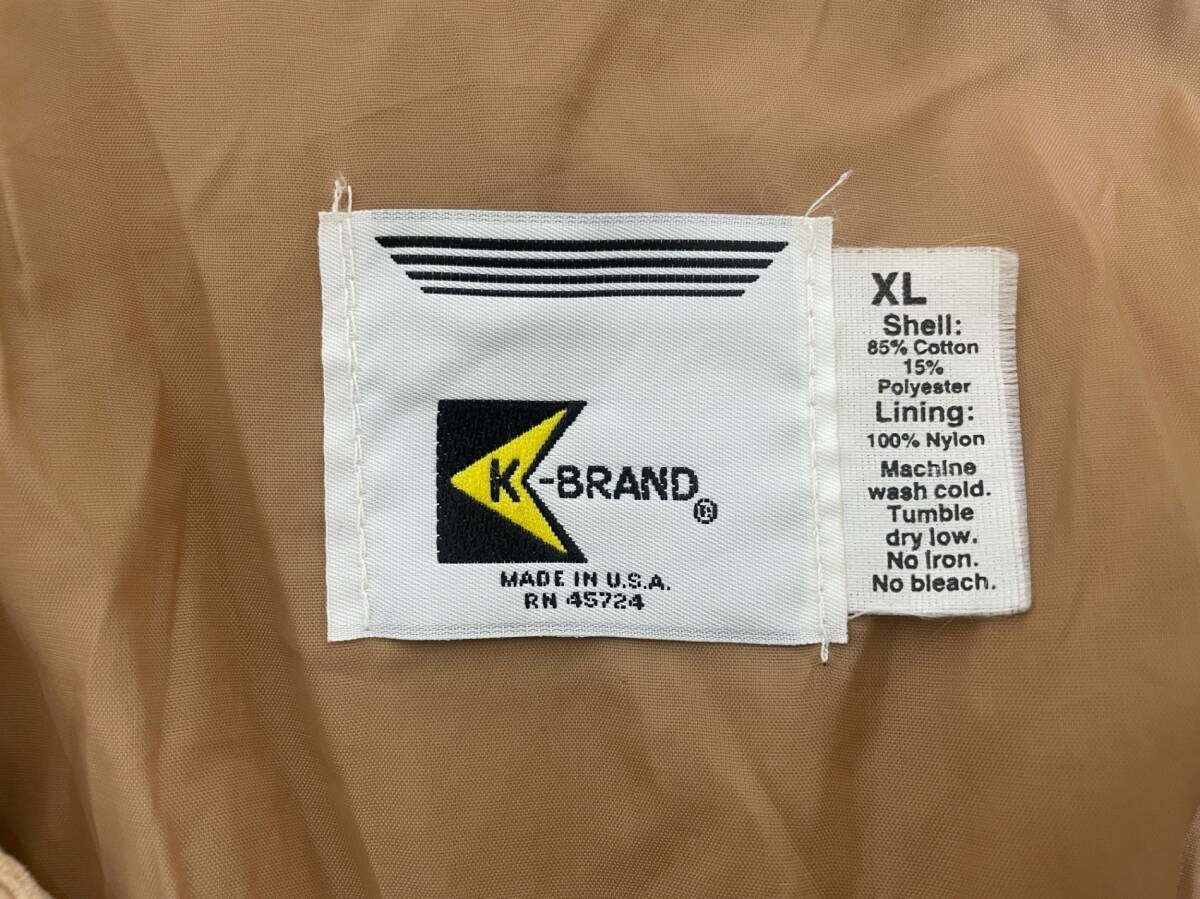 K-BRAND®
MADE IN U.S.A.
RN 45724
XL
Shell:
85% Cotton
15%
Polyester
Lining:
100% Nylon
Machine
wash cold.
Tumble
dry low.
No Iron.
No bleach.